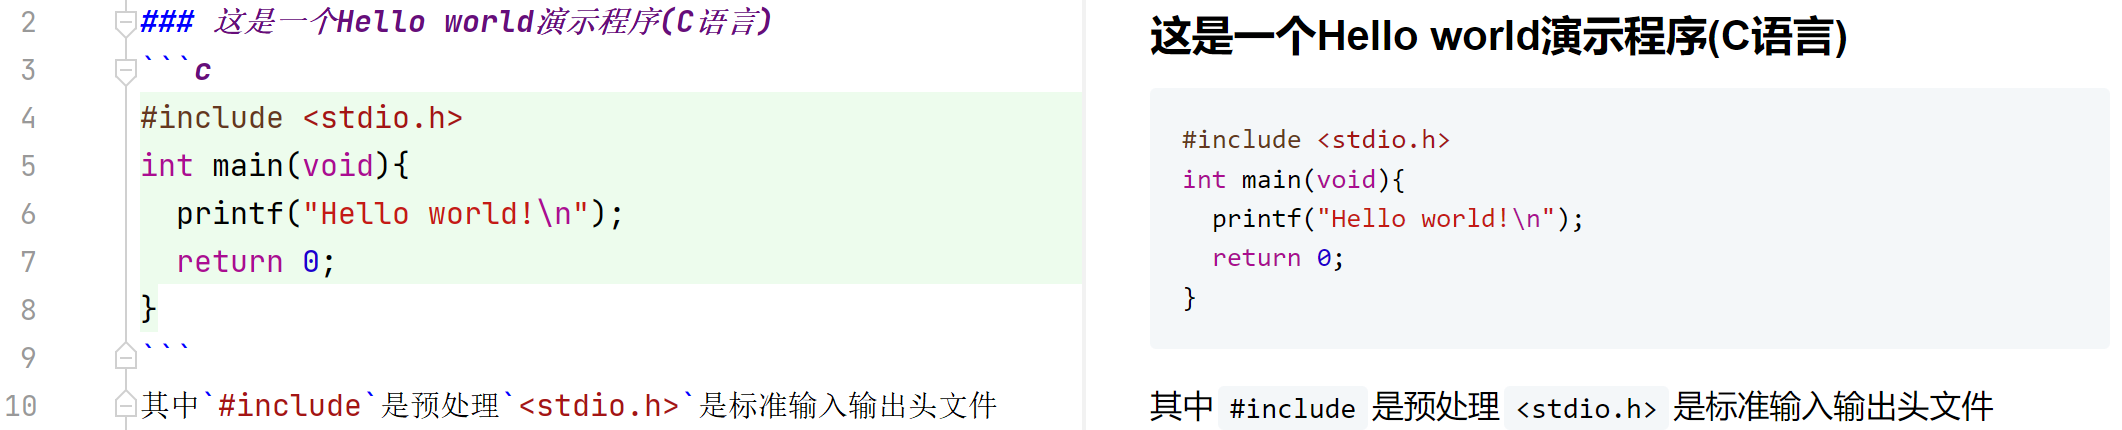 2 ### 这是一个Hello world演示程序(C语言)
3 ```c
4 #include <stdio.h>
5 int main(void){
6   printf("Hello world!\n");
7   return 0;
8 }
9 ```
10 其中`#include`是预处理`<stdio.h>`是标准输入输出头文件
这是一个Hello world演示程序(C语言)
#include <stdio.h>
int main(void){
  printf("Hello world!\n");
  return 0;
}
其中 #include 是预处理 <stdio.h> 是标准输入输出头文件